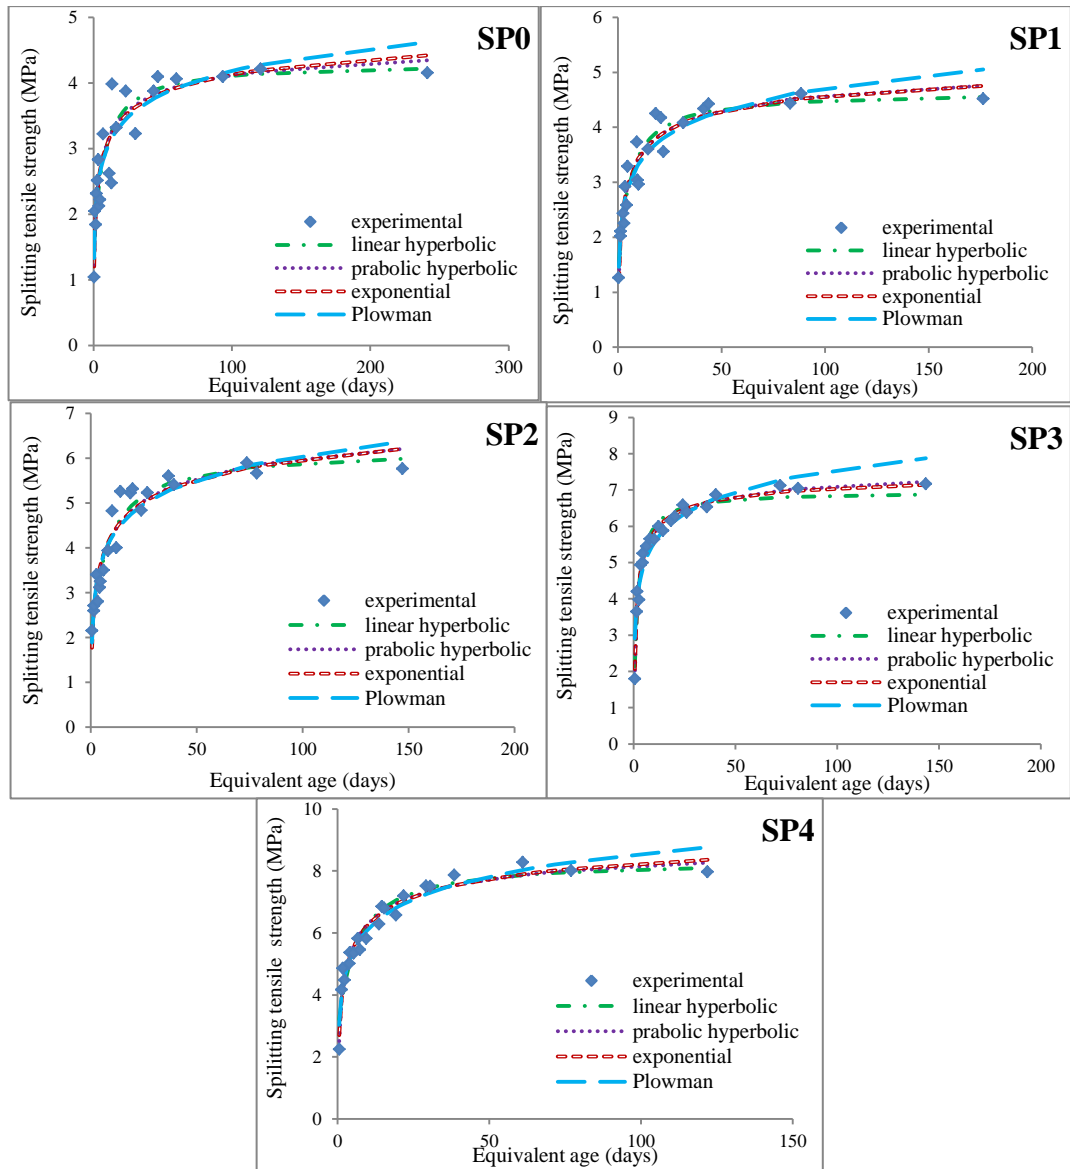 SP0
Splitting tensile strength (MPa)
5
4
3
2
1
0
experimental
linear hyperbolic
prabolic hyperbolic
exponential
Plowman
0 100 200 300
Equivalent age (days)
SP1
Splitting tensile strength (MPa)
6
5
4
3
2
1
0
experimental
linear hyperbolic
prabolic hyperbolic
exponential
Plowman
0 50 100 150 200
Equivalent age (days)
SP2
Splitting tensile strength (MPa)
7
6
5
4
3
2
1
0
experimental
linear hyperbolic
prabolic hyperbolic
exponential
Plowman
0 50 100 150 200
Equivalent age (days)
SP3
Splitting tensile strength (MPa)
9
8
7
6
5
4
3
2
1
0
experimental
linear hyperbolic
prabolic hyperbolic
exponential
Plowman
0 50 100 150 200
Equivalent age (days)
SP4
Spilitting tensile strength (MPa)
10
8
6
4
2
0
experimental
linear hyperbolic
prabolic hyperbolic
exponential
Plowman
0 50 100 150
Equivalent age (days)